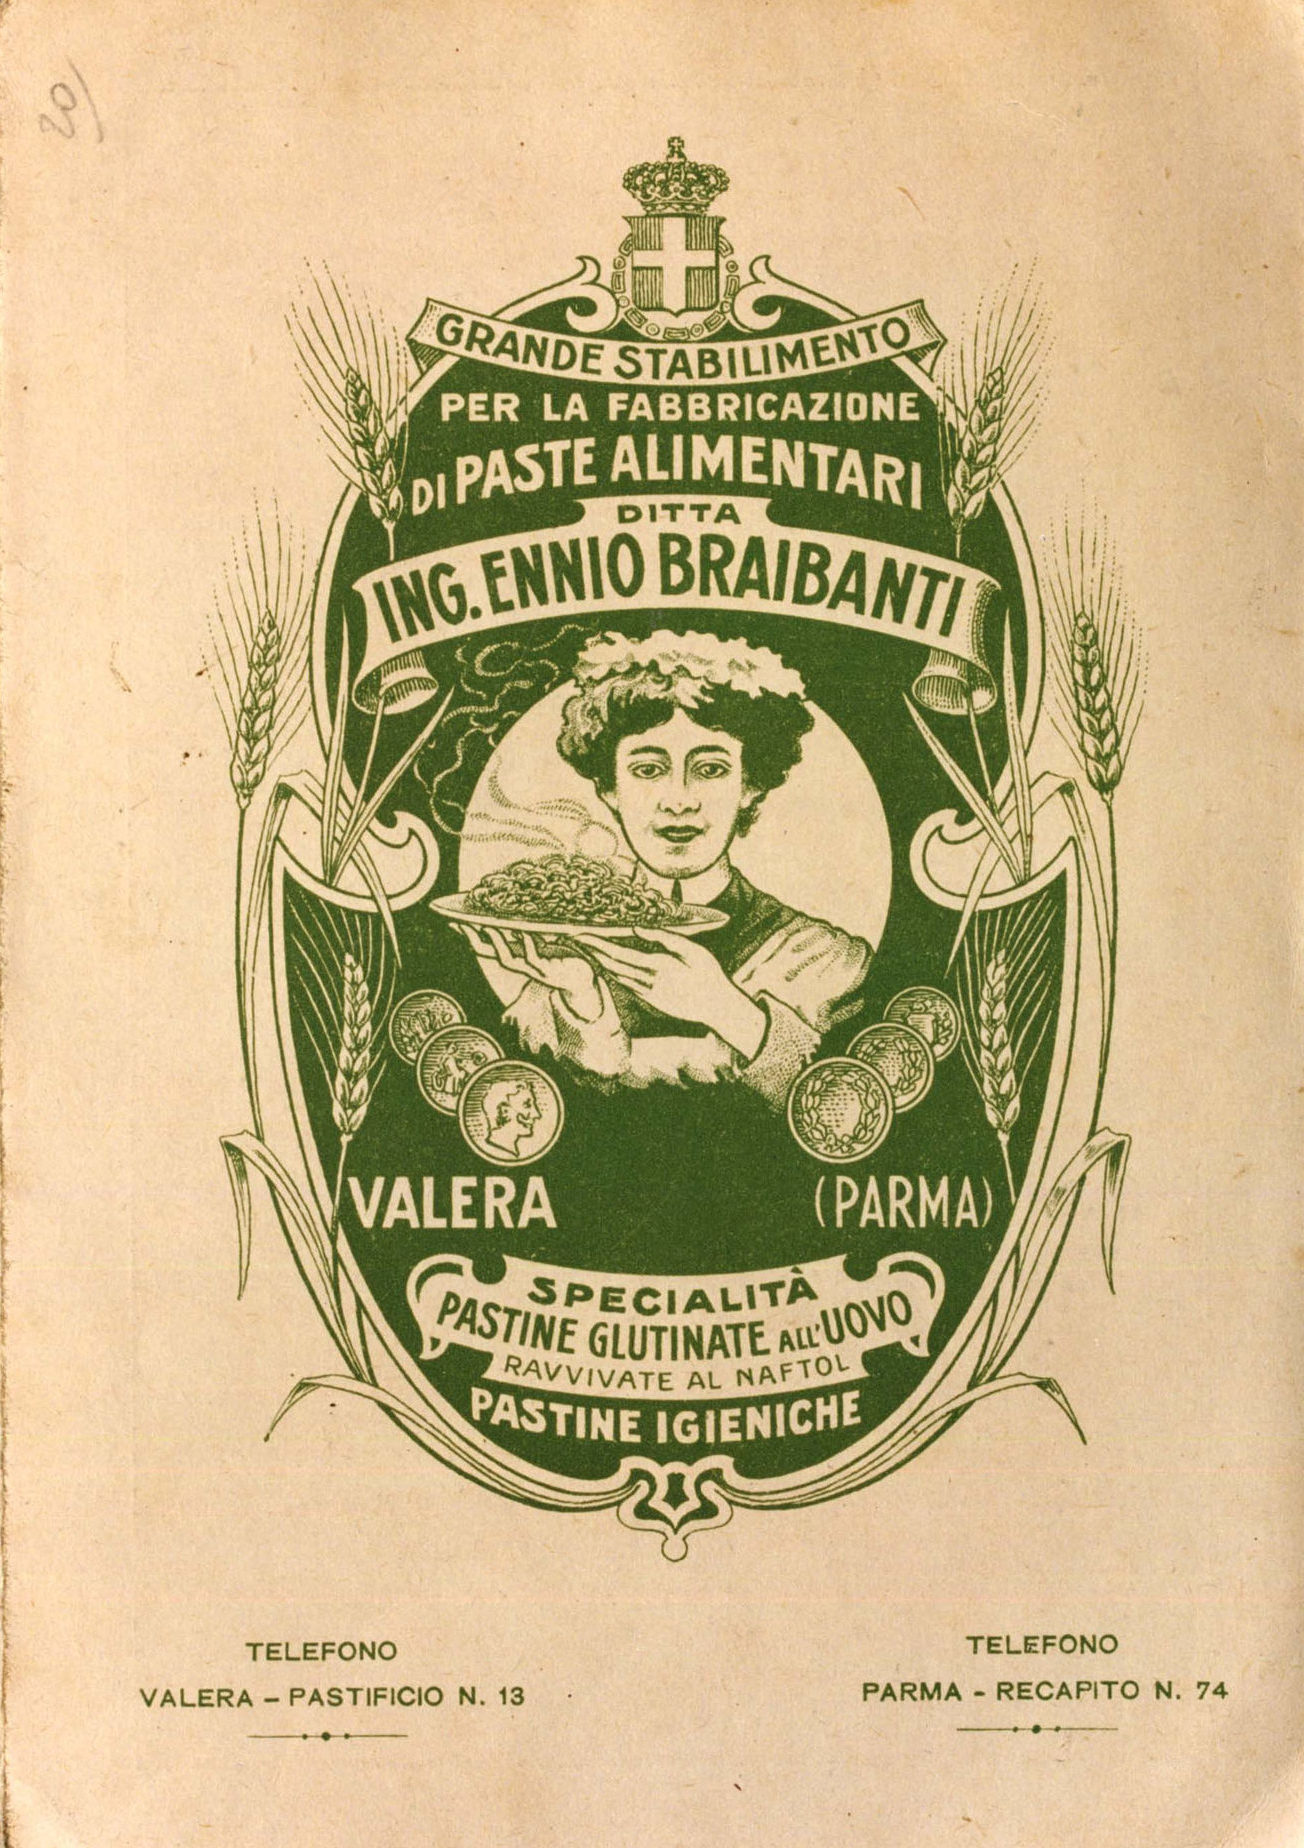 20)
GRANDE STABILIMENTO
PER LA FABBRICAZIONE
DI PASTE ALIMENTARI
DITTA
ING. ENNIO BRAIBANTI
VALERA
(PARMA)
SPECIALITÀ
PASTINE GLUTINATE ALL'UOVO
RAVVIVATE AL NAFTOL
PASTINE IGIENICHE
TELEFONO
VALERA – PASTIFICIO N. 13
TELEFONO
PARMA - RECAPITO N. 74